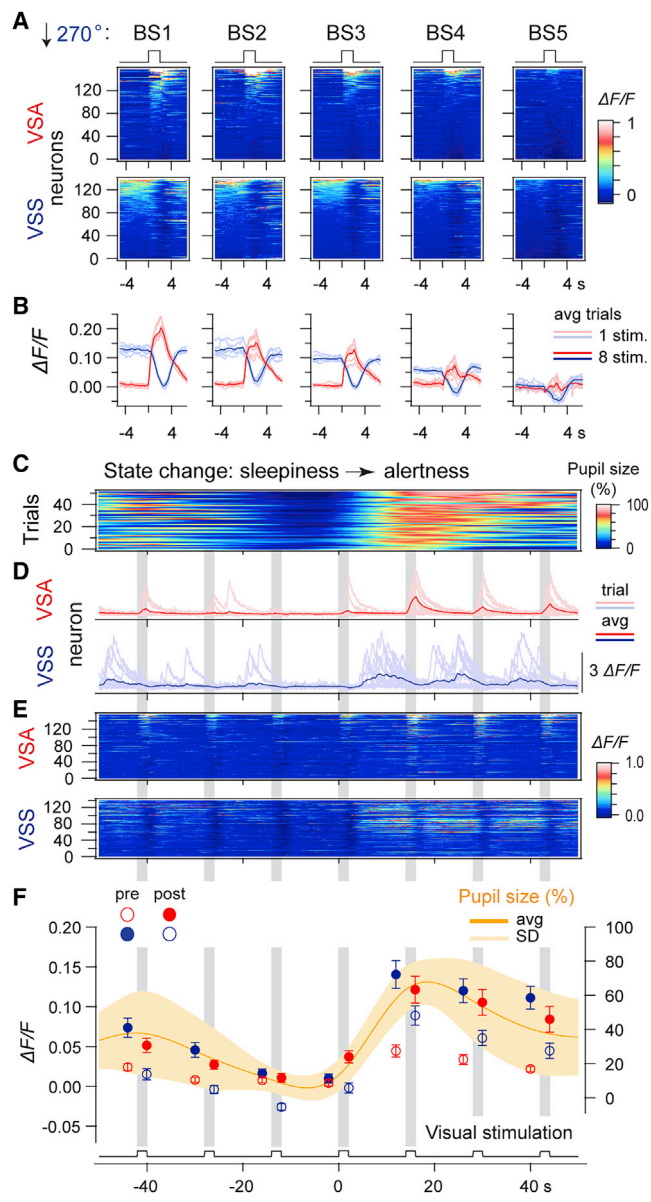 A
↓ 270°: BS1 BS2 BS3 BS4 BS5
VSA
VSS
neurons
120
80
40
0
120
80
40
0
ΔF/F
1
0
-4 4 -4 4 -4 4 -4 4 -4 4 s
B
ΔF/F
0.20
0.10
0.00
avg trials
1 stim.
8 stim.
-4 4 -4 4 -4 4 -4 4 -4 4 s
C
State change: sleepiness → alertness
Pupil size (%)
100
0
Trials
40
20
0
D
VSA
VSS
neuron
trial
avg
3 ΔF/F
E
VSA
120
80
40
0
VSS
120
80
40
0
ΔF/F
1.0
0.0
F
pre post
Pupil size (%)
avg
SD
ΔF/F
0.20
0.15
0.10
0.05
0.00
-0.05
100
80
60
40
20
0
Visual stimulation
-40 -20 0 20 40 s